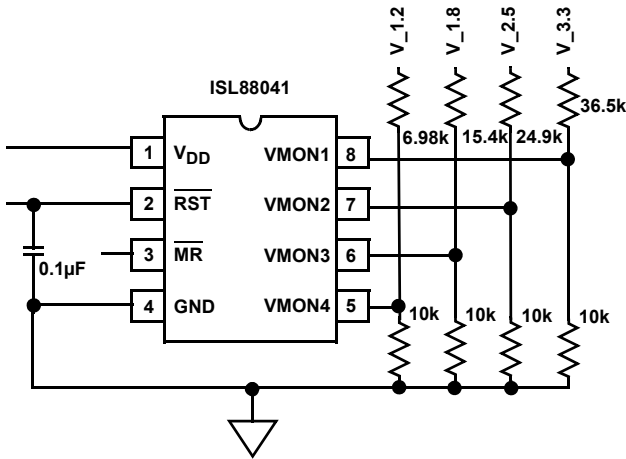 V_1.2
V_1.8
V_2.5
V_3.3
ISL88041
36.5k
6.98k
15.4k
24.9k
1
VDD
VMON1
8
2
RST
VMON2
7
3
MR
VMON3
6
0.1µF
4
GND
VMON4
5
10k
10k
10k
10k